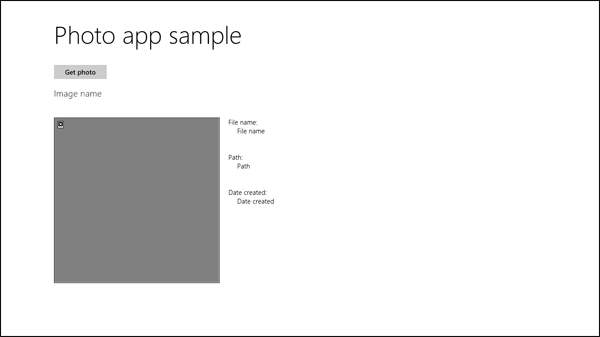 Photo app sample
Get photo
Image name
File name:
File name
Path:
Path
Date created:
Date created